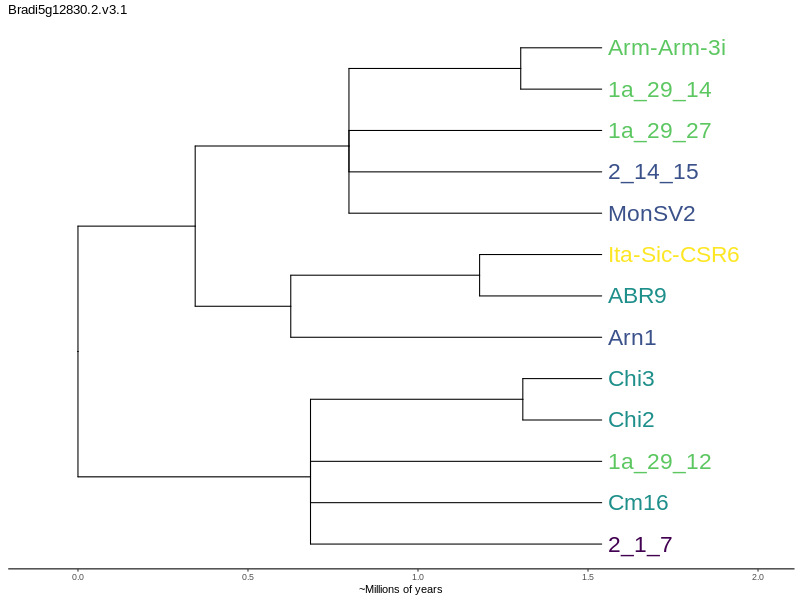 Bradi5g12830.2.v3.1
Arm-Arm-3i
1a_29_14
1a_29_27
2_14_15
MonSV2
Ita-Sic-CSR6
ABR9
Arn1
Chi3
Chi2
1a_29_12
Cm16
2_1_7
0.0 0.5 1.0 1.5 2.0
~Millions of years